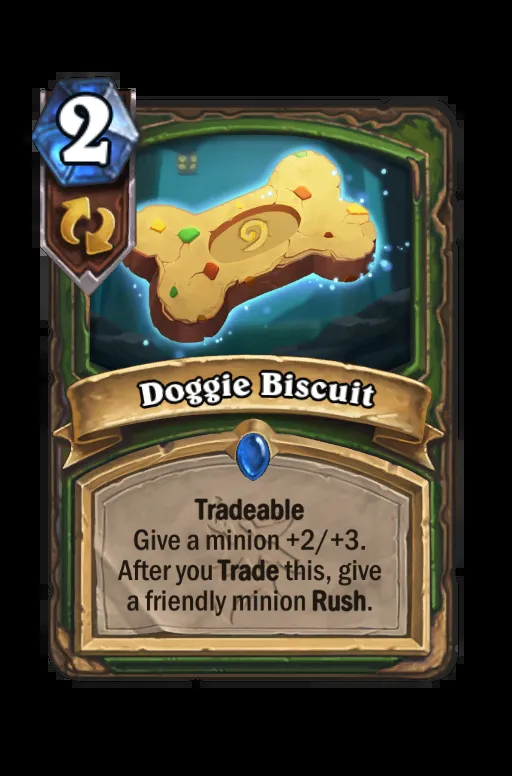 2
Doggie Biscuit
Tradeable
Give a minion +2/+3.
After you Trade this, give
a friendly minion Rush.